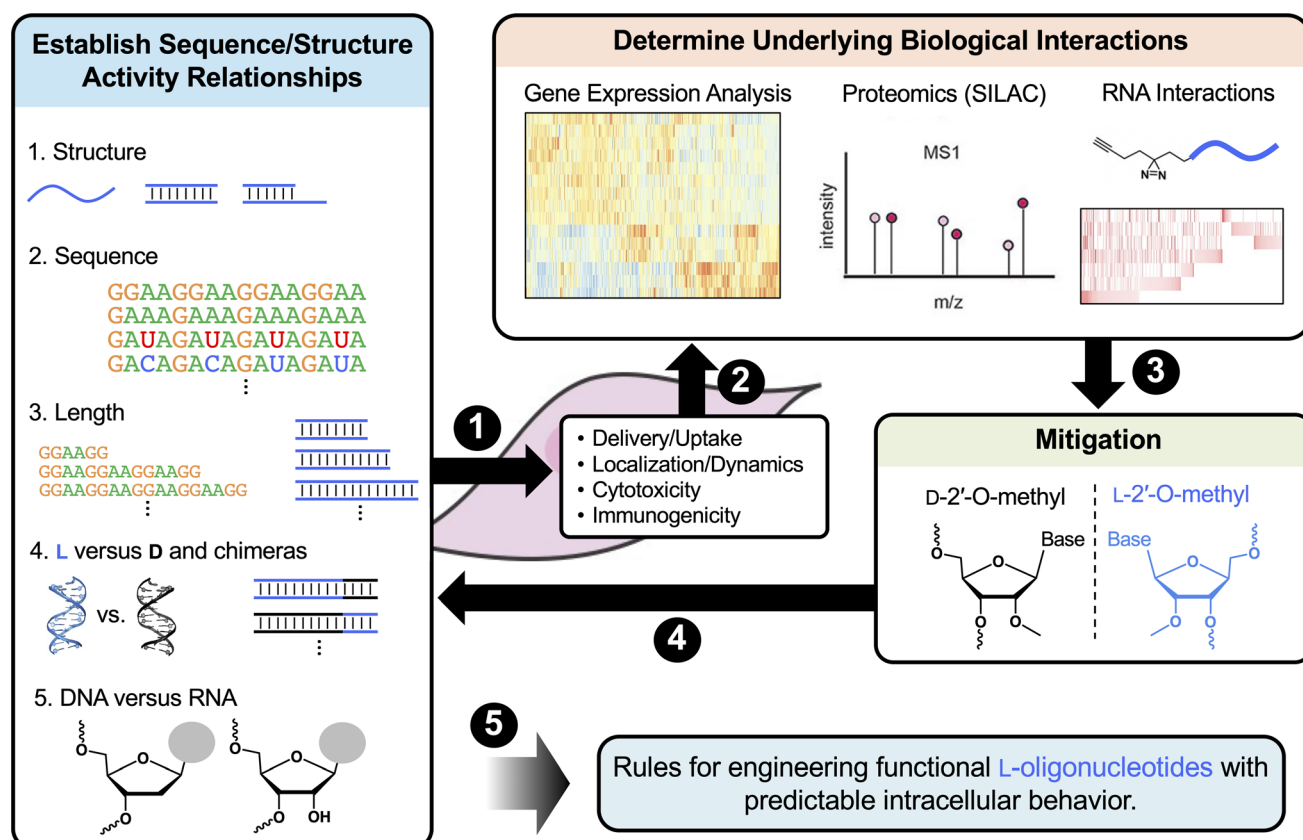 Establish Sequence/Structure
Activity Relationships
1. Structure
2. Sequence
GGAAGGAAGGAAGGAA
GAAAGAAAGAAAGAAA
GAUAGAUAGAUAGAUA
GACAGACAGAUAGAUA
⋮
3. Length
GGAAGG
GGAAGGAAGGAAGG
GGAAGGAAGGAAGGAAGG
⋮
⋮
4. L versus D and chimeras
vs.
⋮
5. DNA versus RNA
O
O
O
O
O
O
OH
1
• Delivery/Uptake
• Localization/Dynamics
• Cytotoxicity
• Immunogenicity
2
Determine Underlying Biological Interactions
Gene Expression Analysis
Proteomics (SILAC)
MS1
intensity
m/z
RNA Interactions
N=N
3
Mitigation
D-2′-O-methyl
O
O
Base
O
O
L-2′-O-methyl
Base
O
O
O
O
4
5
Rules for engineering functional L-oligonucleotides with
predictable intracellular behavior.